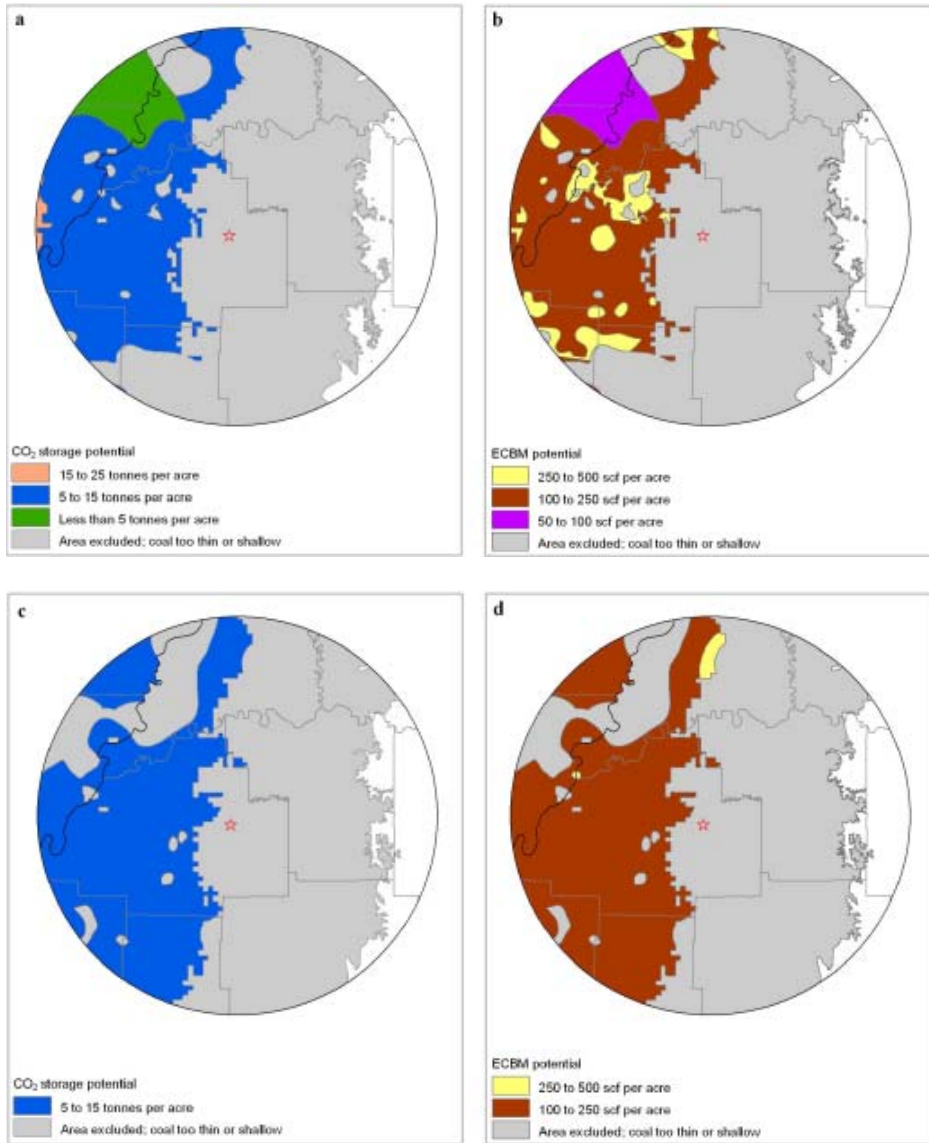 a
CO₂ storage potential
15 to 25 tonnes per acre
5 to 15 tonnes per acre
Less than 5 tonnes per acre
Area excluded; coal too thin or shallow
b
ECBM potential
250 to 500 scf per acre
100 to 250 scf per acre
50 to 100 scf per acre
Area excluded; coal too thin or shallow
c
CO₂ storage potential
5 to 15 tonnes per acre
Area excluded; coal too thin or shallow
d
ECBM potential
250 to 500 scf per acre
100 to 250 scf per acre
Area excluded; coal too thin or shallow